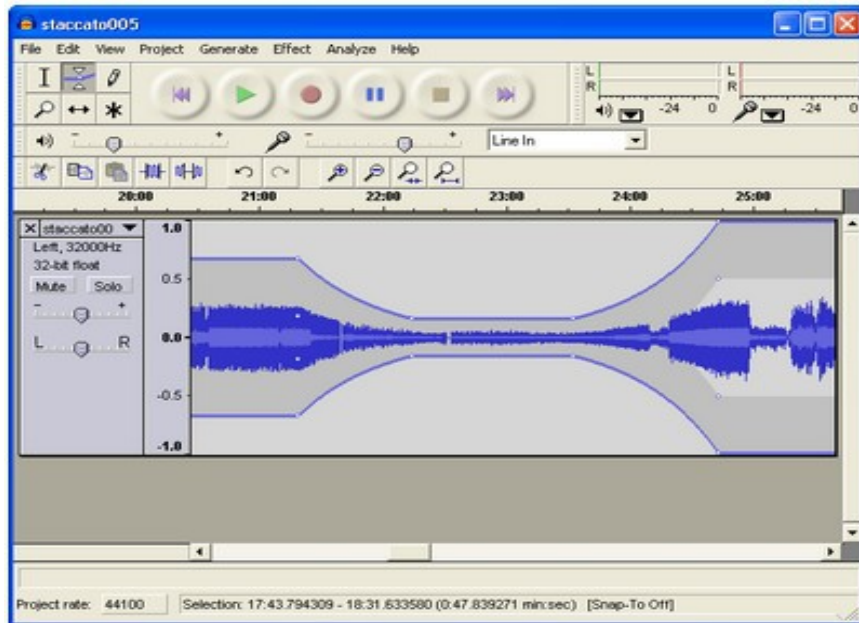 staccato005
File Edit View Project Generate Effect Analyze Help
L
R
-24 0
L
R
-24 0
- +
- +
Line In
20:00 21:00 22:00 23:00 24:00 25:00
staccato00
Left, 32000Hz
32-bit float
Mute Solo
- +
L R
1.0
0.5
0.0
-0.5
-1.0
Project rate: 44100 Selection: 17:43.794309 - 18:31.633580 (0:47.839271 min:sec) [Snap-To Off]